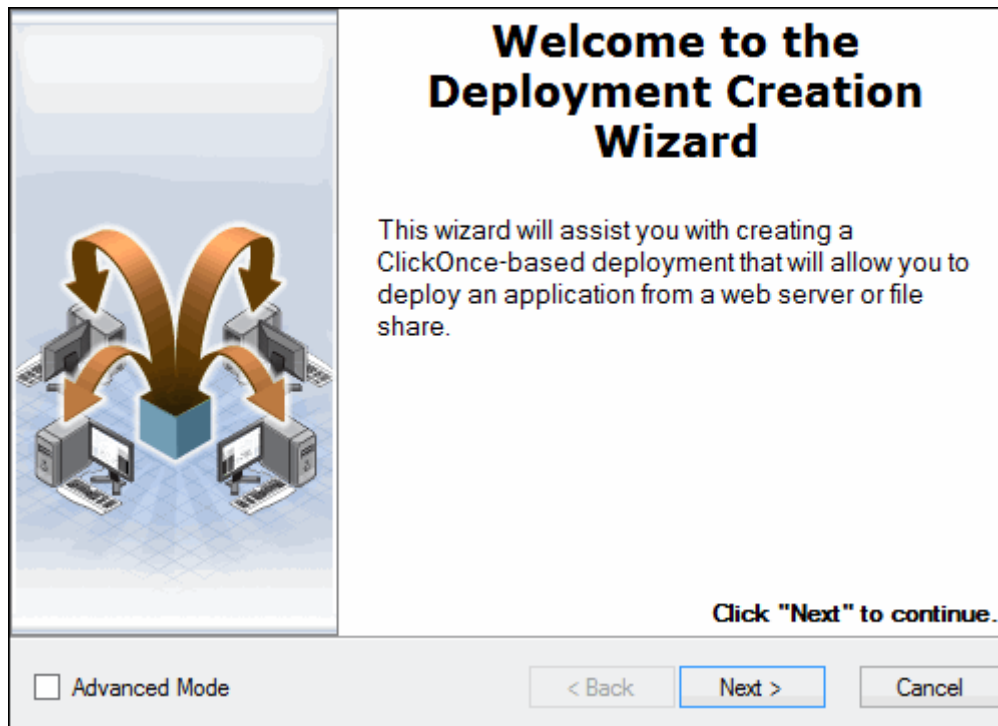 Welcome to the
Deployment Creation
Wizard
This wizard will assist you with creating a
ClickOnce-based deployment that will allow you to
deploy an application from a web server or file
share.
Click "Next" to continue.
Advanced Mode
< Back
Next >
Cancel